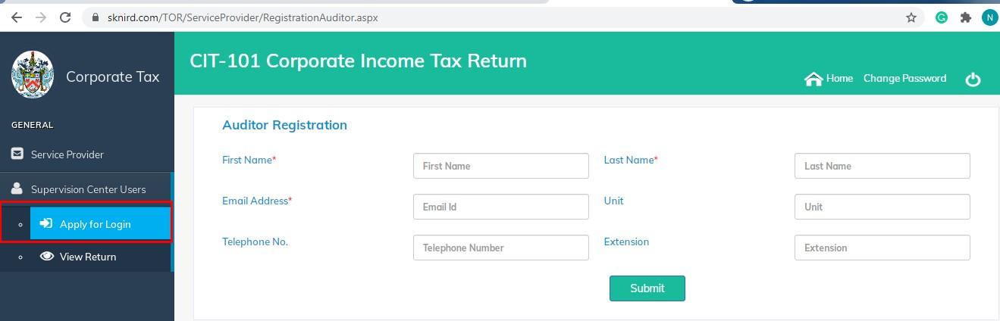 sknird.com/TOR/ServiceProvider/RegistrationAuditor.aspx
N
Corporate Tax
CIT-101 Corporate Income Tax Return
Home Change Password
GENERAL
Service Provider
Supervision Center Users
Apply for Login
View Return
Auditor Registration
First Name* First Name Last Name* Last Name
Email Address* Email Id Unit Unit
Telephone No. Telephone Number Extension Extension
Submit